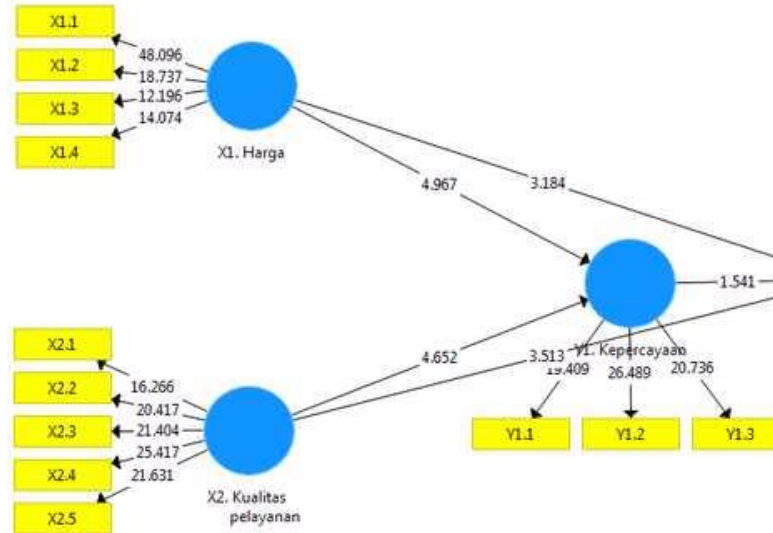 X1.1
X1.2
X1.3
X1.4
48.096
18.737
12.196
14.074
X1. Harga
4.967
3.184
1.541
X2.1
X2.2
X2.3
X2.4
X2.5
16.266
20.417
21.404
25.417
21.631
X2. Kualitas
pelayanan
4.652
3.513
Y1. Kepercayaan
19.409
26.489
20.736
Y1.1
Y1.2
Y1.3